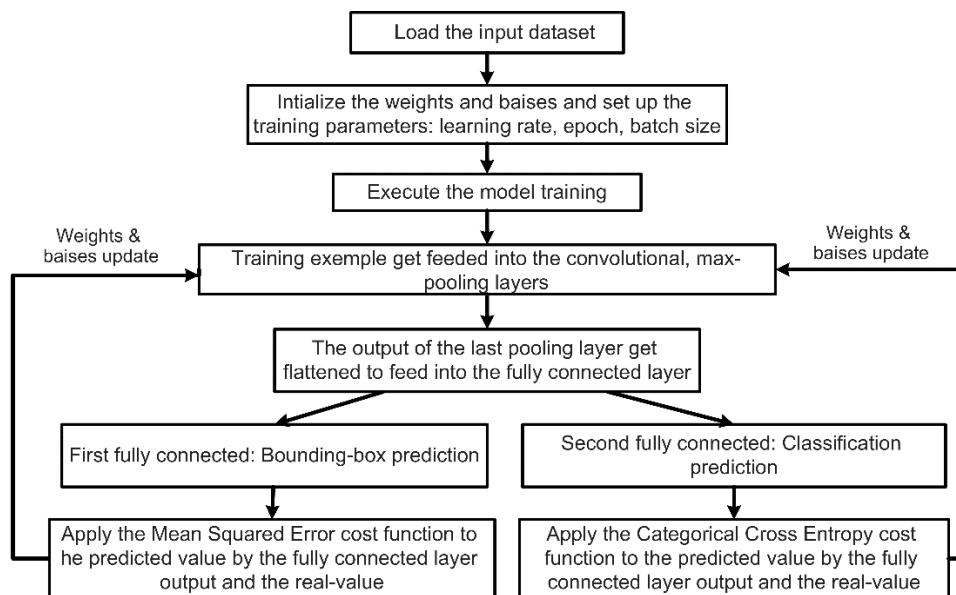 Load the input dataset
Intialize the weights and baises and set up the
training parameters: learning rate, epoch, batch size
Execute the model training
Weights &
baises update
Weights &
baises update
Training exemple get feeded into the convolutional, max-
pooling layers
The output of the last pooling layer get
flattened to feed into the fully connected layer
First fully connected: Bounding-box prediction
Second fully connected: Classification
prediction
Apply the Mean Squared Error cost function to
he predicted value by the fully connected layer
output and the real-value
Apply the Categorical Cross Entropy cost
function to the predicted value by the fully
connected layer output and the real-value